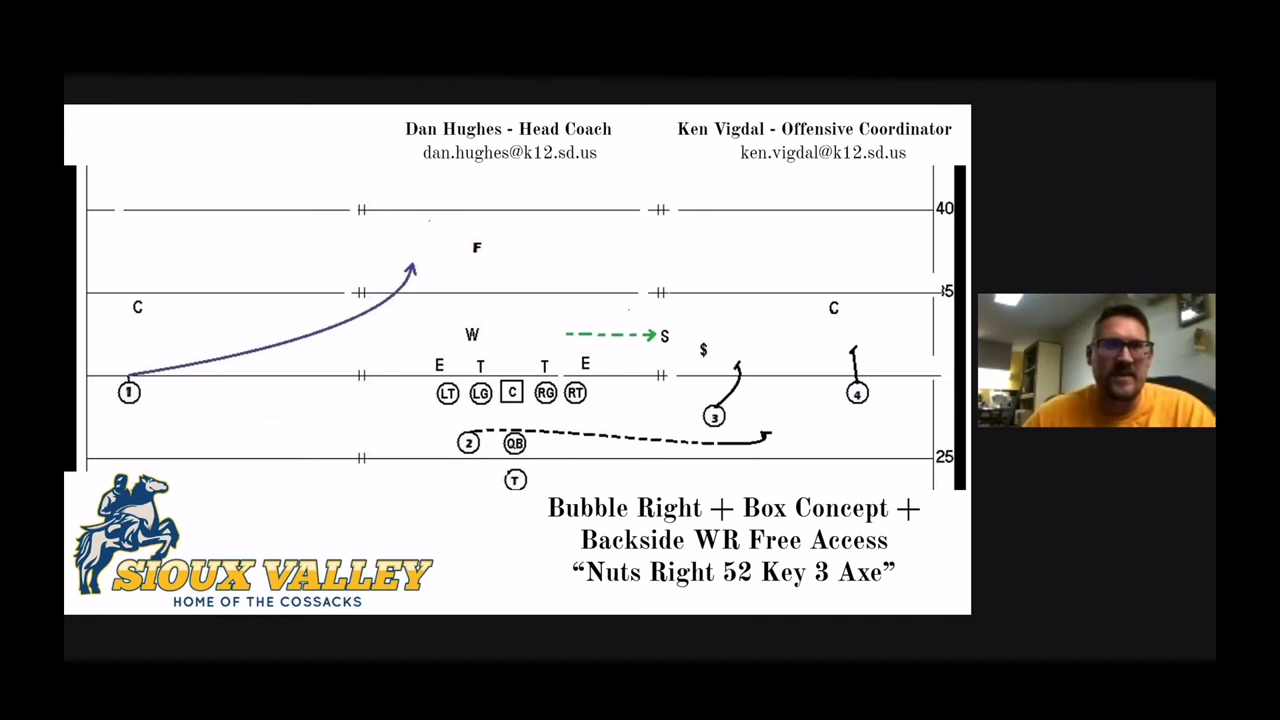 Dan Hughes - Head Coach
dan.hughes@k12.sd.us
Ken Vigdal - Offensive Coordinator
ken.vigdal@k12.sd.us
40
F
35
C
C
W
S
$
E T T E
1 LT LG C RG RT 4
3
2 QB
25
T
Bubble Right + Box Concept +
Backside WR Free Access
“Nuts Right 52 Key 3 Axe”
SIOUX VALLEY
HOME OF THE COSSACKS